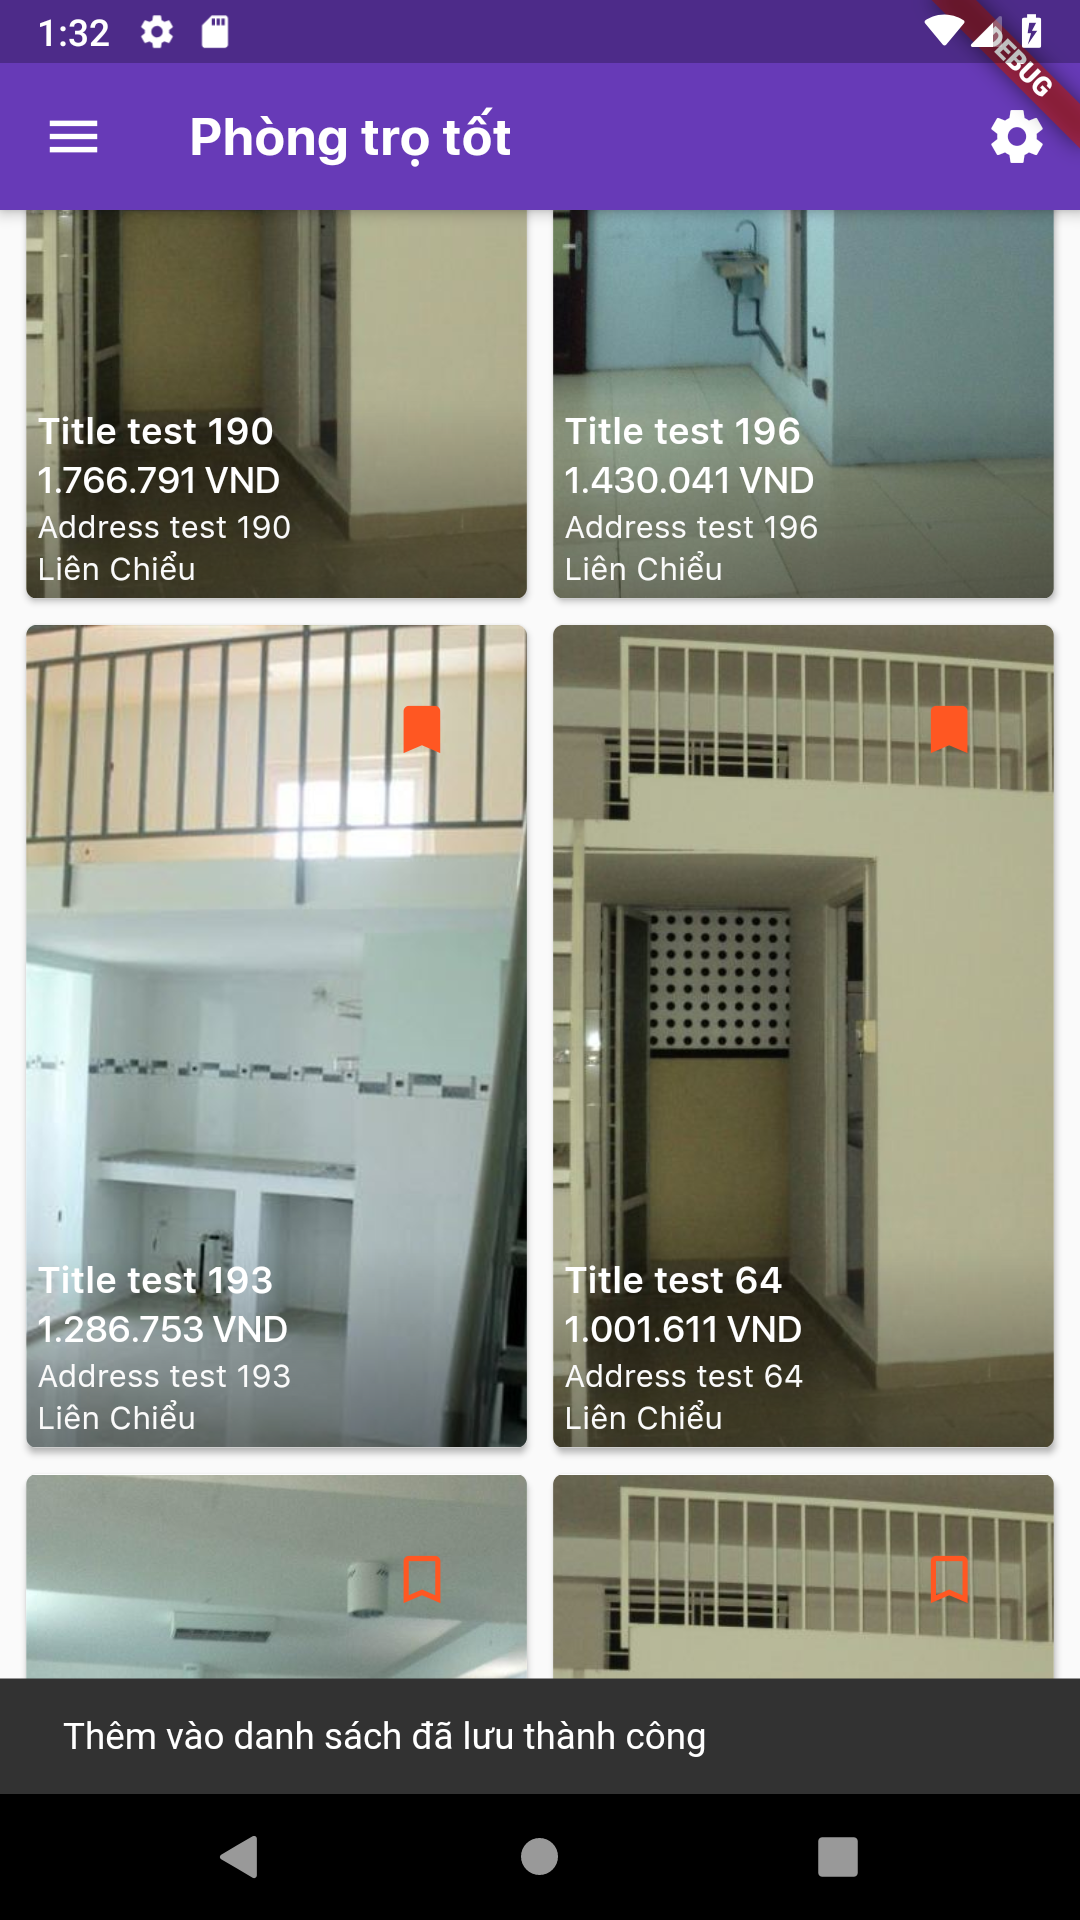 1:32
DEBUG
Phòng trọ tốt
Title test 190
1.766.791 VND
Address test 190
Liên Chiểu
Title test 196
1.430.041 VND
Address test 196
Liên Chiểu
Title test 193
1.286.753 VND
Address test 193
Liên Chiểu
Title test 64
1.001.611 VND
Address test 64
Liên Chiểu
Thêm vào danh sách đã lưu thành công